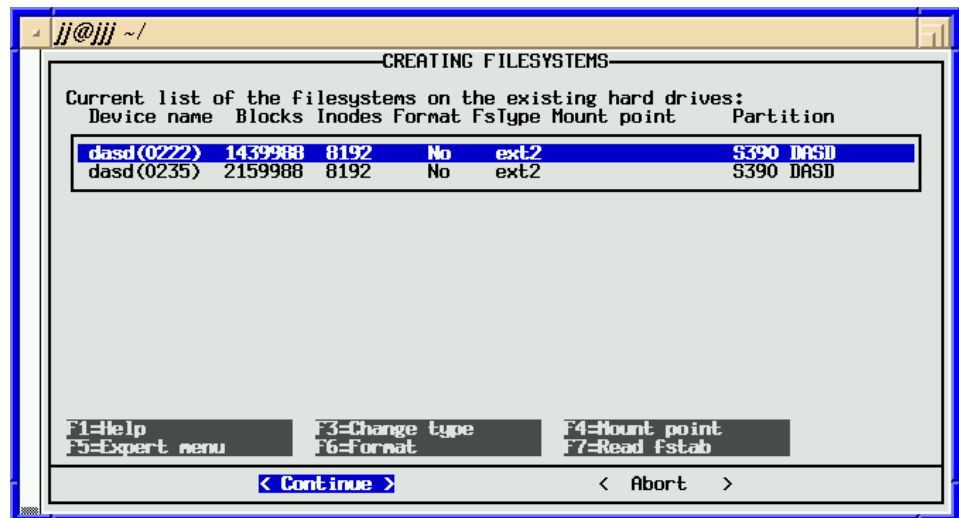 jj@jjj ~/
CREATING FILESYSTEMS
Current list of the filesystems on the existing hard drives:
Device name Blocks Inodes Format FsType Mount point Partition
dasd(0222) 1439988 8192 No ext2 S390 DASD
dasd(0235) 2159988 8192 No ext2 S390 DASD
F1=Help F3=Change type F4=Mount point
F5=Expert menu F6=Format F7=Read fstab
< Continue > < Abort >